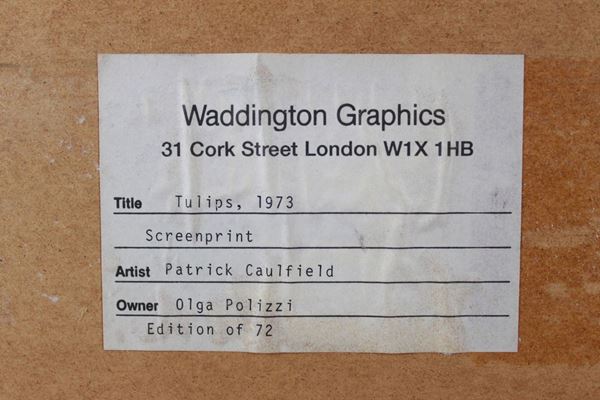 Waddington Graphics
31 Cork Street London W1X 1HB
Title Tulips, 1973
Screenprint
Artist Patrick Caulfield
Owner Olga Polizzi
Edition of 72